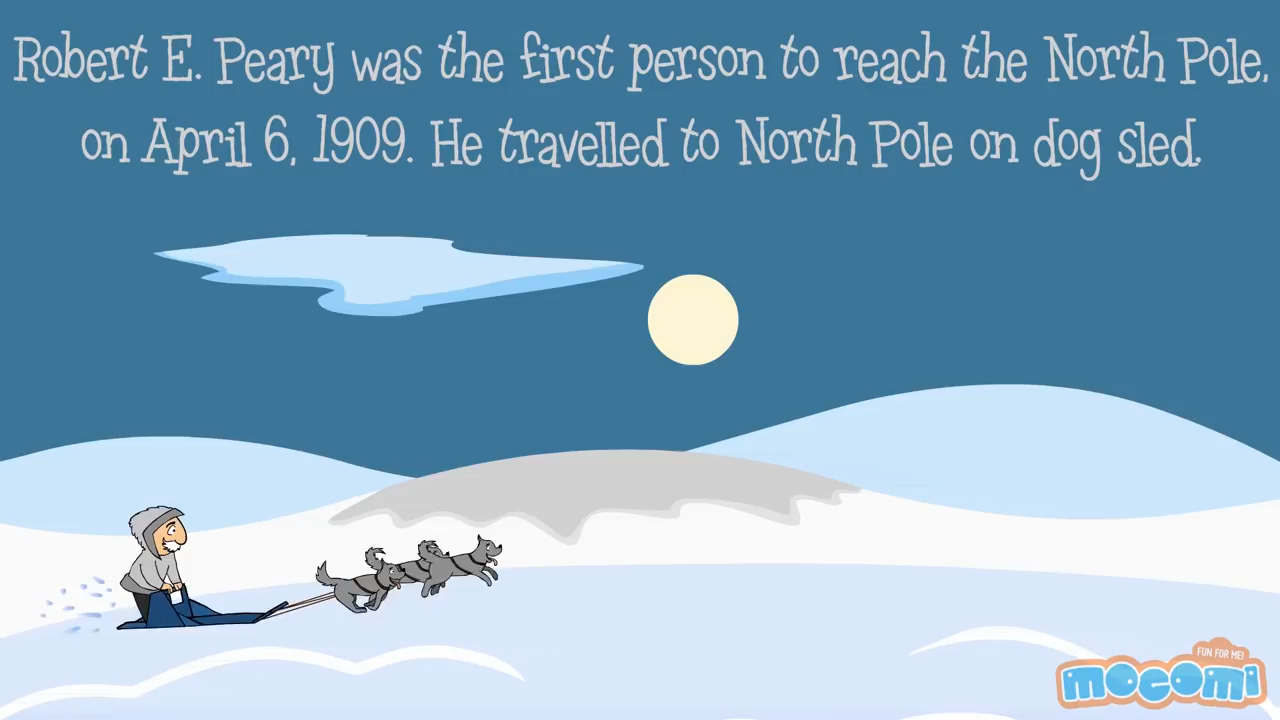 Robert E. Peary was the first person to reach the North Pole,
on April 6, 1909. He travelled to North Pole on dog sled.
FUN FOR ME!
mocomi